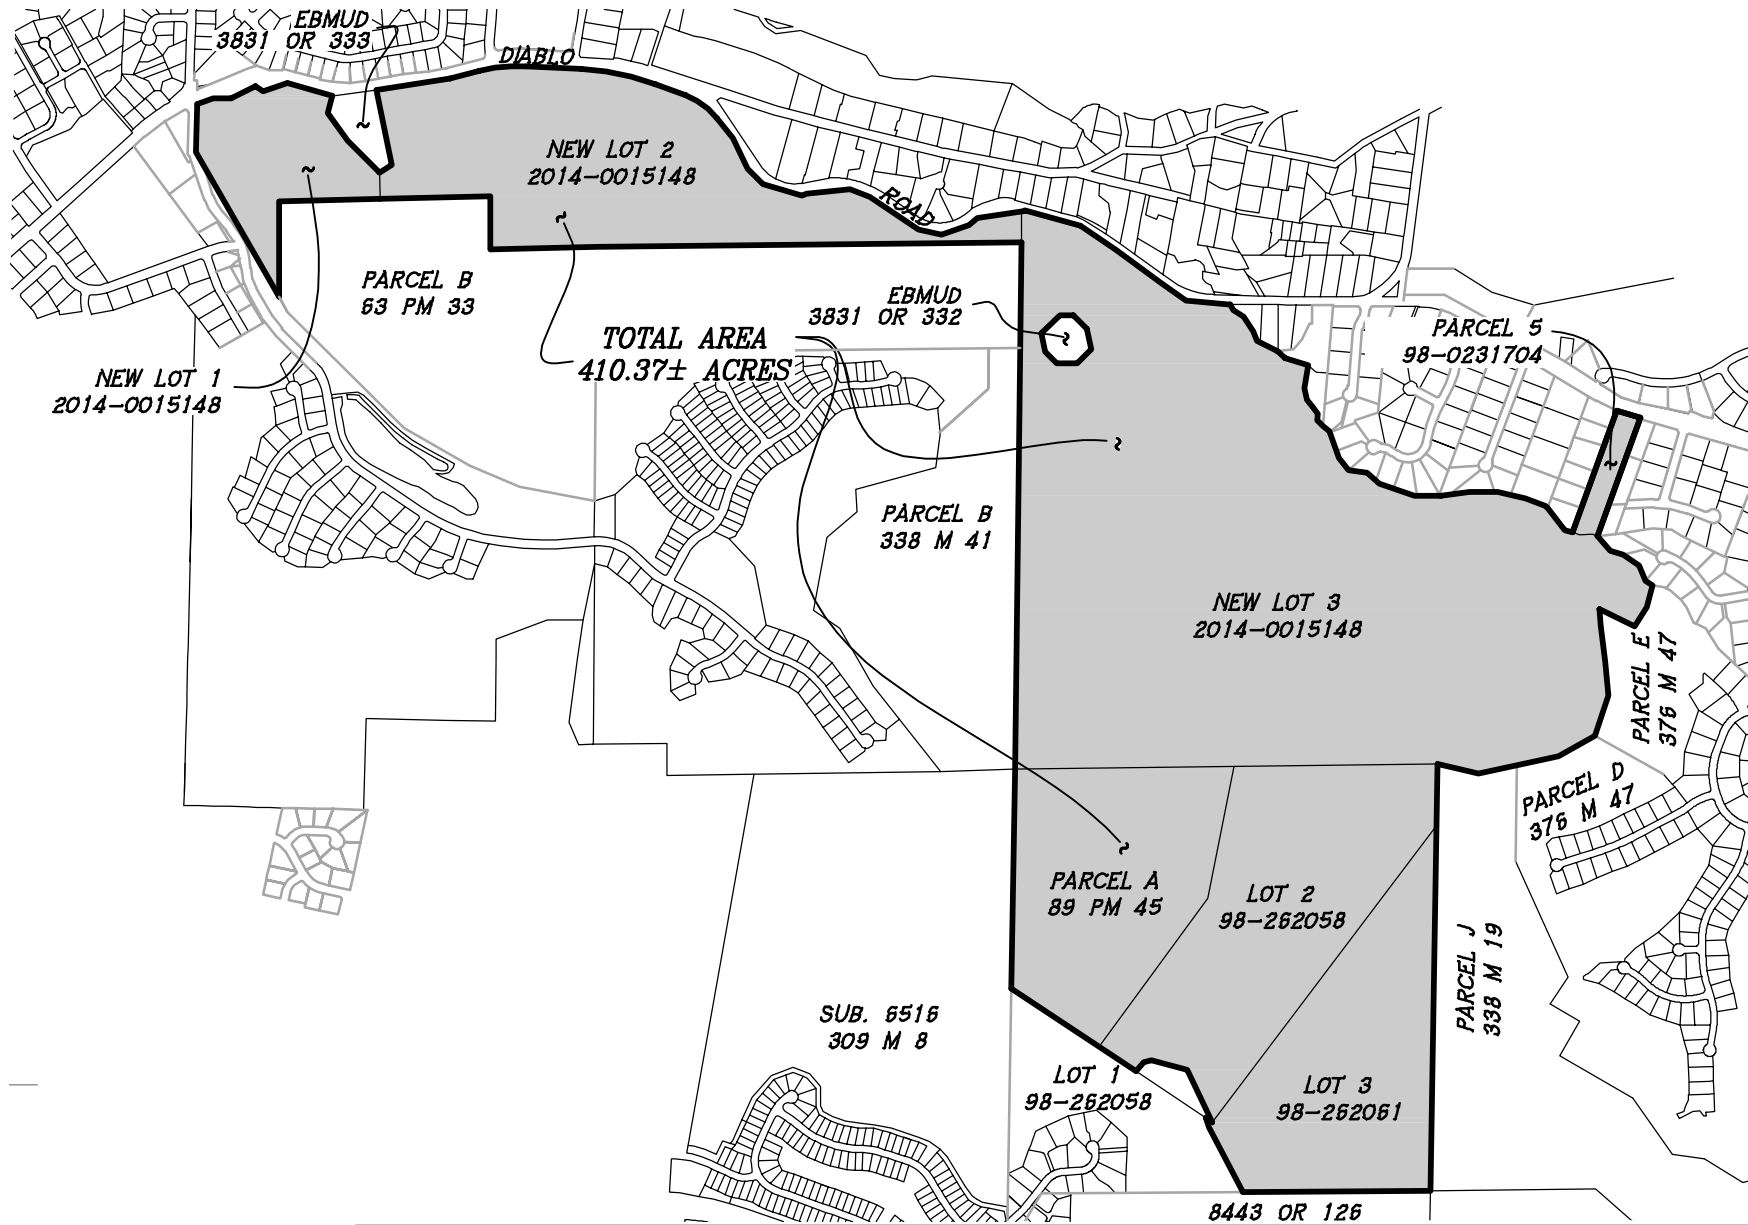 EBMUD
3831 OR 333
DIABLO
NEW LOT 2
2014-0015148
ROAD
PARCEL B
63 PM 33
EBMUD
3831 OR 332
TOTAL AREA
410.37± ACRES
PARCEL 5
98-0231704
NEW LOT 1
2014-0015148
PARCEL B
338 M 41
NEW LOT 3
2014-0015148
PARCEL E
376 M 47
PARCEL D
376 M 47
PARCEL A
89 PM 45
LOT 2
98-262058
PARCEL J
338 M 19
SUB. 6516
309 M 8
LOT 1
98-262058
LOT 3
98-262061
8443 OR 126